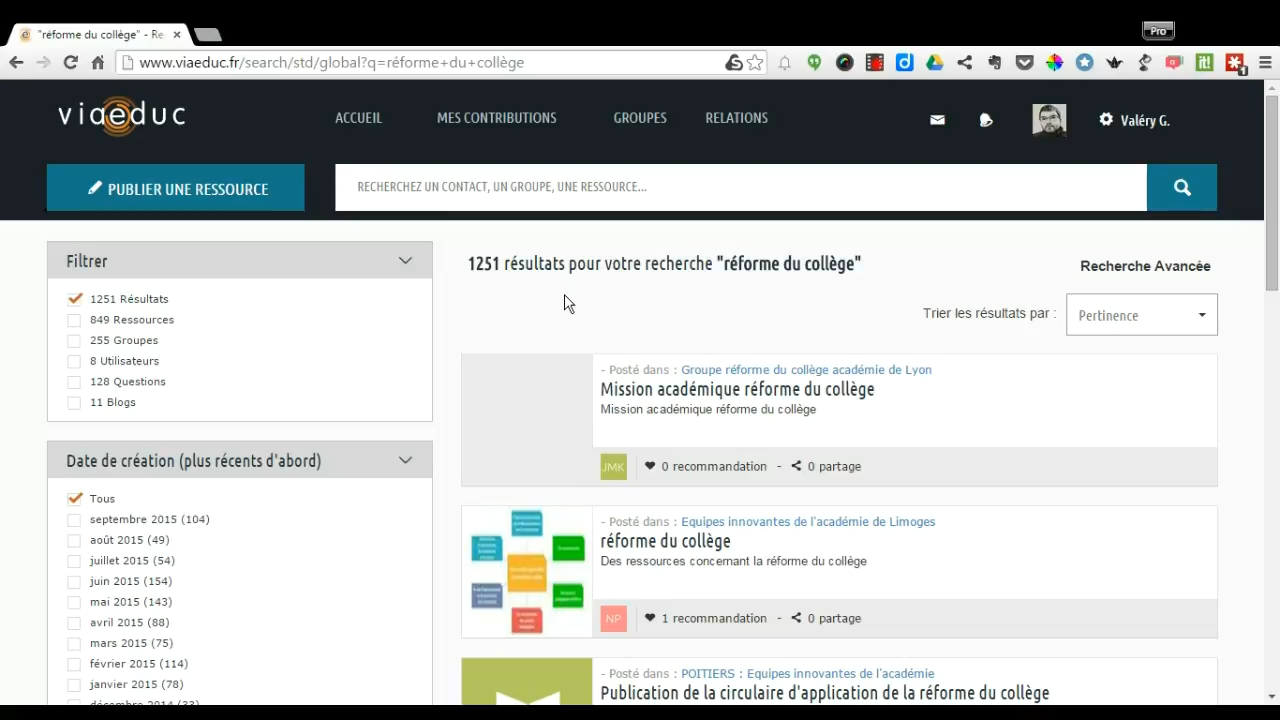 "réforme du collège" - Re
Pro
www.viaeduc.fr/search/std/global?q=réforme+du+collège
1
viaéduc
ACCUEIL
MES CONTRIBUTIONS
GROUPES
RELATIONS
Valéry G.
PUBLIER UNE RESSOURCE
RECHERCHEZ UN CONTACT, UN GROUPE, UNE RESSOURCE...
Filtrer
1251 Résultats
849 Ressources
255 Groupes
8 Utilisateurs
128 Questions
11 Blogs
Date de création (plus récents d'abord)
Tous
septembre 2015 (104)
août 2015 (49)
juillet 2015 (54)
juin 2015 (154)
mai 2015 (143)
avril 2015 (88)
mars 2015 (75)
février 2015 (114)
janvier 2015 (78)
décembre 2014 (33)
1251 résultats pour votre recherche "réforme du collège"
Recherche Avancée
Trier les résultats par :
Pertinence
- Posté dans : Groupe réforme du collège académie de Lyon
Mission académique réforme du collège
Mission académique réforme du collège
JMK
0 recommandation - 0 partage
- Posté dans : Equipes innovantes de l'académie de Limoges
réforme du collège
Des ressources concernant la réforme du collège
NP
1 recommandation - 0 partage
- Posté dans : POITIERS : Equipes innovantes de l'académie
Publication de la circulaire d'application de la réforme du collège